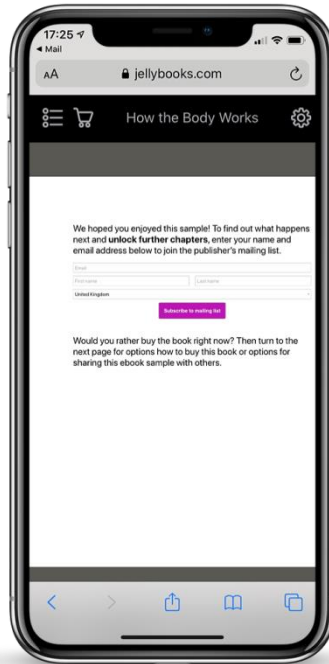 17:25
Mail
AA jellybooks.com
How the Body Works
We hoped you enjoyed this sample! To find out what happens
next and unlock further chapters, enter your name and
email address below to join the publisher's mailing list.
Email
First name Last name
United Kingdom
Subscribe to mailing list
Would you rather buy the book right now? Then turn to the
next page for options how to buy this book or options for
sharing this ebook sample with others.